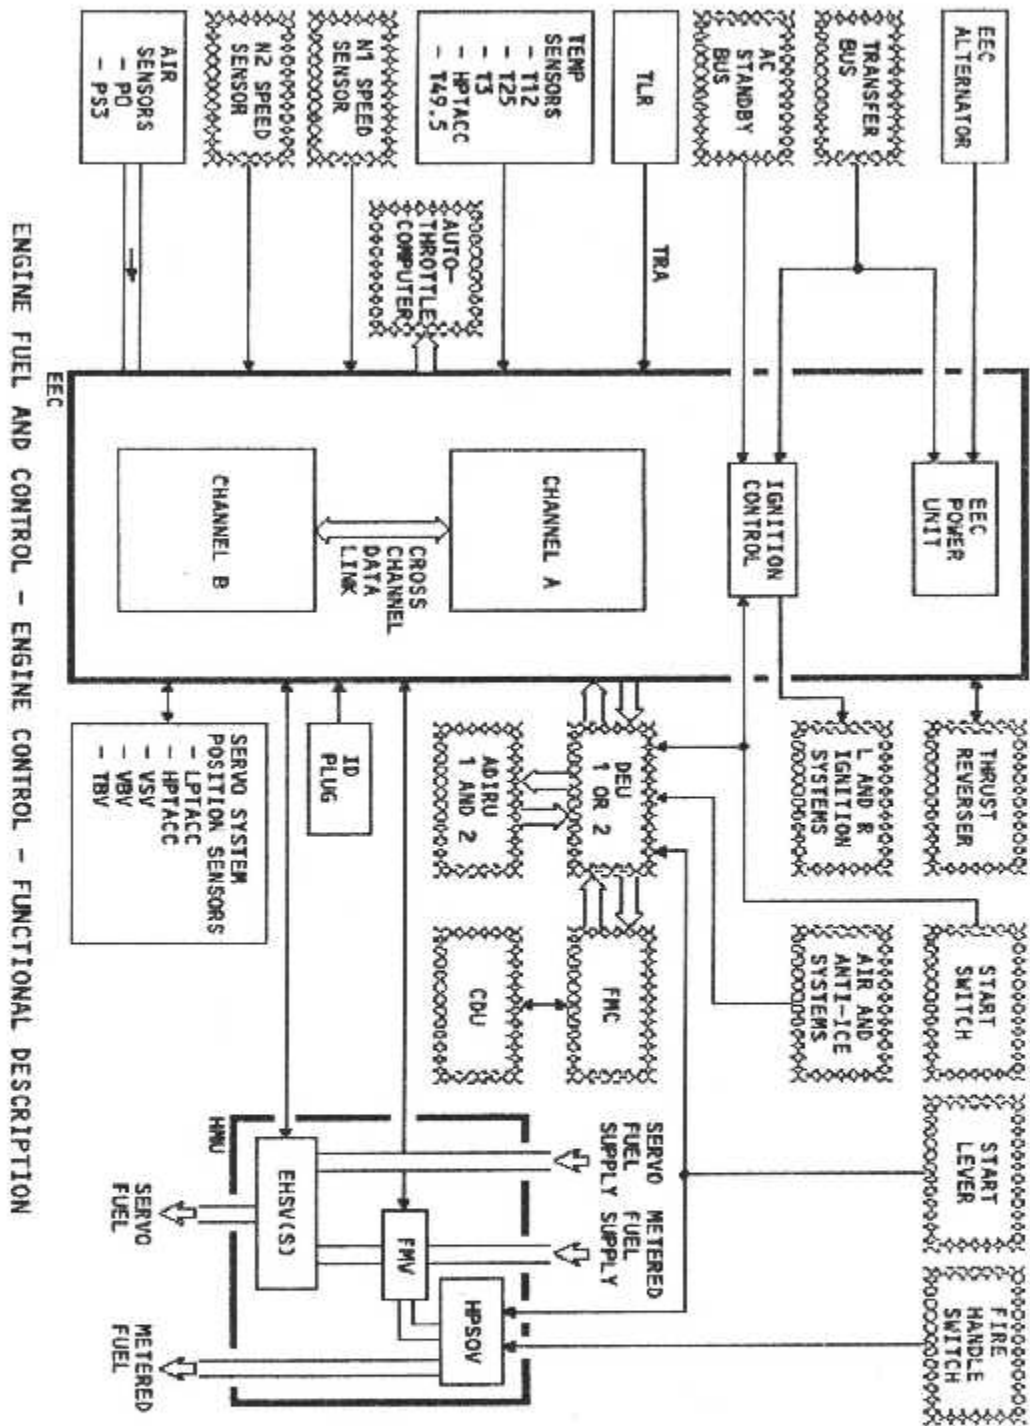 EEC
ALTERNATOR
TRANSFER
BUS
AC
STANDBY
BUS
TLR
TEMP
SENSORS
- T12
- T25
- T3
- HPTACC
- T49.5
N1 SPEED
SENSOR
N2 SPEED
SENSOR
AIR
SENSORS
- P0
- PS3
TRA
AUTO-
THROTTLE
COMPUTER
EEC
POWER
UNIT
IGNITION
CONTROL
CHANNEL A
CROSS
CHANNEL
DATA
LINK
CHANNEL B
EEC
THRUST
REVERSER
L AND R
IGNITION
SYSTEMS
DEU
1 OR 2
ADIRU
1 AND 2
ID
PLUG
SERVO SYSTEM
POSITION SENSORS
- LPTACC
- HPTACC
- VSV
- VBV
- TBV
START
SWITCH
AIR AND
ANTI-ICE
SYSTEMS
FMC
CDU
START
LEVER
SERVO
FUEL
SUPPLY
METERED
FUEL
SUPPLY
FIRE
HANDLE
SWITCH
HPSOV
FMV
EHSV(S)
HMU
SERVO
FUEL
METERED
FUEL
ENGINE FUEL AND CONTROL - ENGINE CONTROL - FUNCTIONAL DESCRIPTION